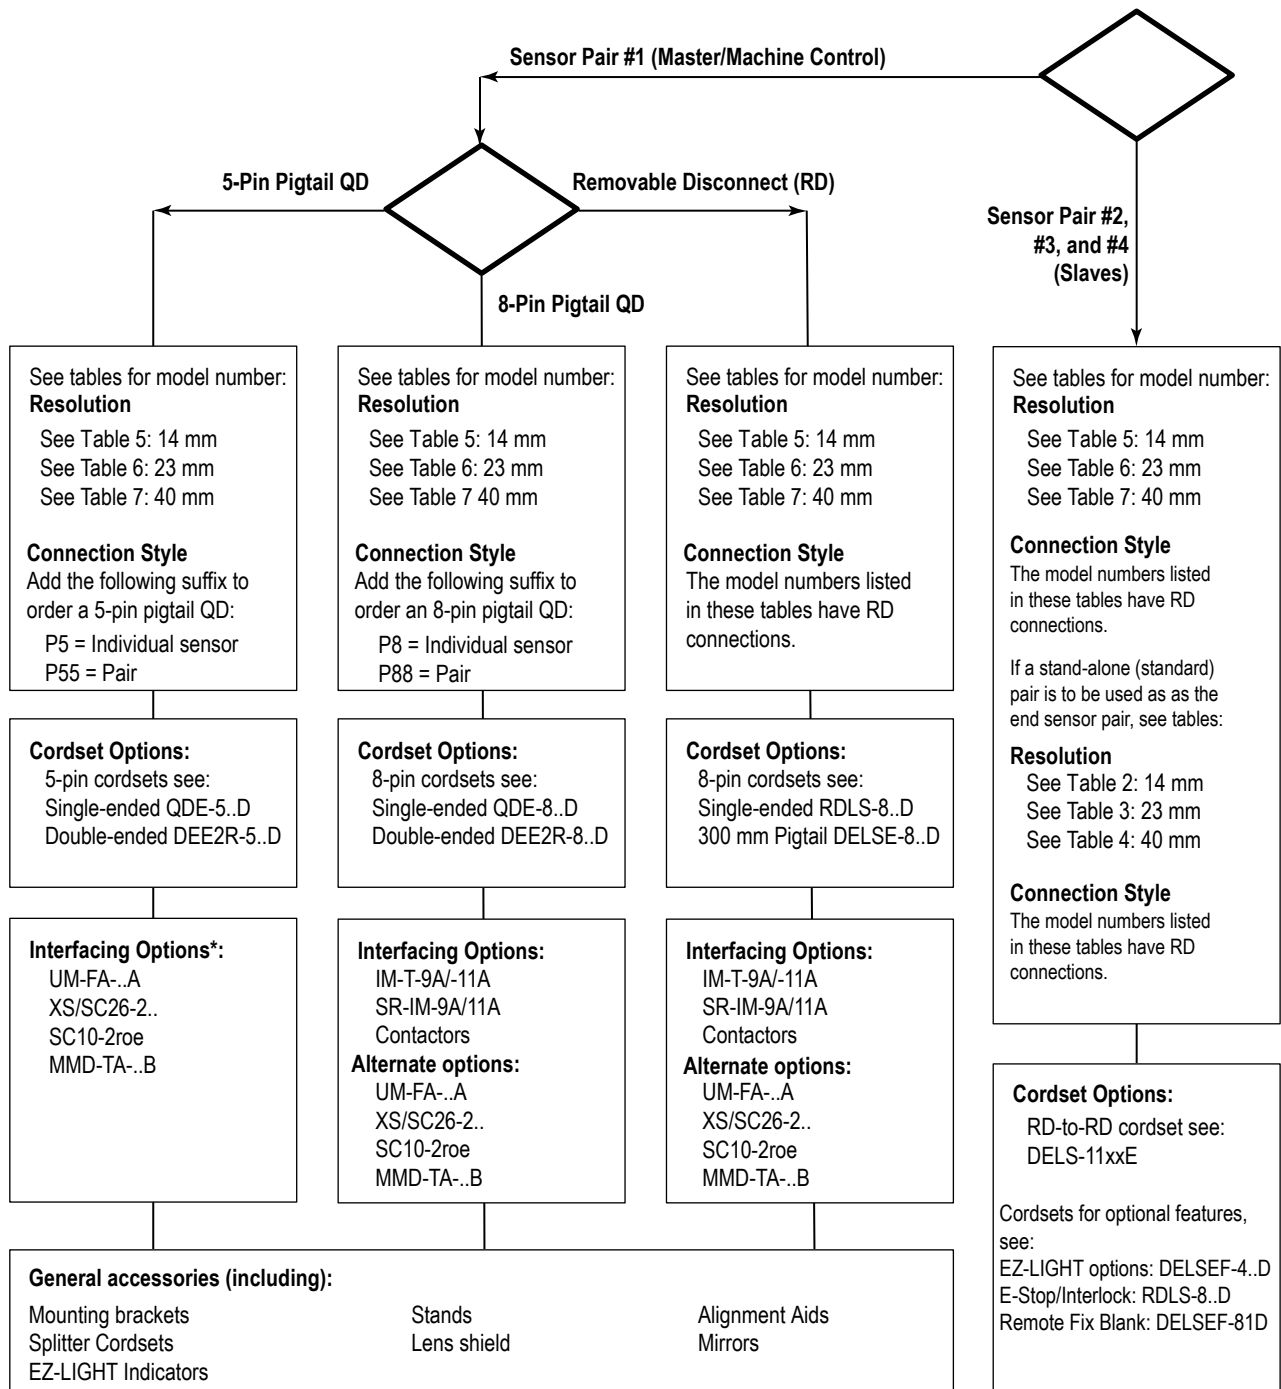 Sensor Pair #1 (Master/Machine Control)
5-Pin Pigtail QD
Removable Disconnect (RD)
8-Pin Pigtail QD
Sensor Pair #2,
#3, and #4
(Slaves)
See tables for model number:
Resolution
See Table 5: 14 mm
See Table 6: 23 mm
See Table 7: 40 mm
Connection Style
Add the following suffix to
order a 5-pin pigtail QD:
P5 = Individual sensor
P55 = Pair
Cordset Options:
5-pin cordsets see:
Single-ended QDE-5..D
Double-ended DEE2R-5..D
Interfacing Options*:
UM-FA-..A
XS/SC26-2..
SC10-2roe
MMD-TA-..B
See tables for model number:
Resolution
See Table 5: 14 mm
See Table 6: 23 mm
See Table 7 40 mm
Connection Style
Add the following suffix to
order an 8-pin pigtail QD:
P8 = Individual sensor
P88 = Pair
Cordset Options:
8-pin cordsets see:
Single-ended QDE-8..D
Double-ended DEE2R-8..D
Interfacing Options:
IM-T-9A/-11A
SR-IM-9A/11A
Contactors
Alternate options:
UM-FA-..A
XS/SC26-2..
SC10-2roe
MMD-TA-..B
See tables for model number:
Resolution
See Table 5: 14 mm
See Table 6: 23 mm
See Table 7: 40 mm
Connection Style
The model numbers listed
in these tables have RD
connections.
Cordset Options:
8-pin cordsets see:
Single-ended RDLS-8..D
300 mm Pigtail DELSE-8..D
Interfacing Options:
IM-T-9A/-11A
SR-IM-9A/11A
Contactors
Alternate options:
UM-FA-..A
XS/SC26-2..
SC10-2roe
MMD-TA-..B
See tables for model number:
Resolution
See Table 5: 14 mm
See Table 6: 23 mm
See Table 7: 40 mm
Connection Style
The model numbers listed
in these tables have RD
connections.
If a stand-alone (standard)
pair is to be used as as the
end sensor pair, see tables:
Resolution
See Table 2: 14 mm
See Table 3: 23 mm
See Table 4: 40 mm
Connection Style
The model numbers listed
in these tables have RD
connections.
Cordset Options:
RD-to-RD cordset see:
DELS-11xxE
Cordsets for optional features,
see:
EZ-LIGHT options: DELSEF-4..D
E-Stop/Interlock: RDLS-8..D
Remote Fix Blank: DELSEF-81D
General accessories (including):
Mounting brackets
Splitter Cordsets
EZ-LIGHT Indicators
Stands
Lens shield
Alignment Aids
Mirrors